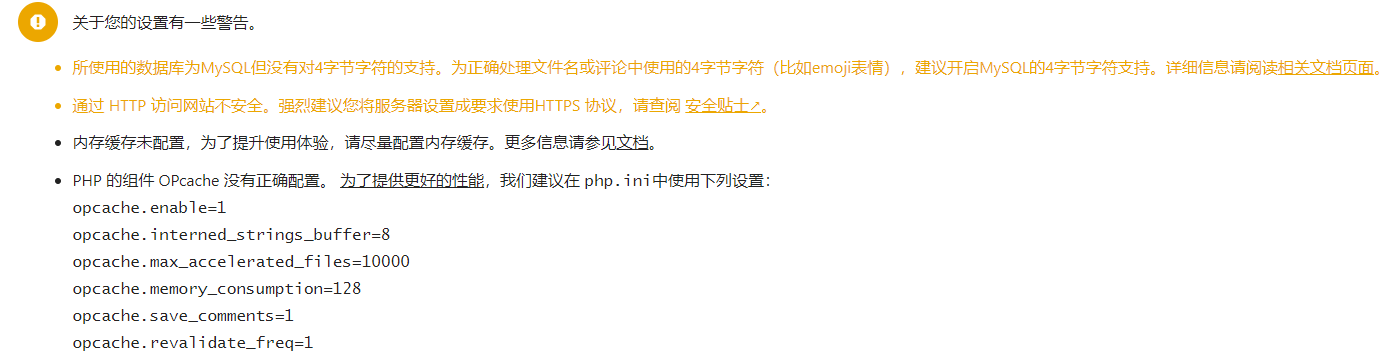 关于您的设置有一些警告。
所使用的数据库为MySQL但没有对4字节字符的支持。为正确处理文件名或评论中使用的4字节字符（比如emoji表情），建议开启MySQL的4字节字符支持。详细信息请阅读相关文档页面。
通过 HTTP 访问网站不安全。强烈建议您将服务器设置成要求使用HTTPS 协议，请查阅 安全贴士↗。
内存缓存未配置，为了提升使用体验，请尽量配置内存缓存。更多信息请参见文档。
PHP 的组件 OPcache 没有正确配置。 为了提供更好的性能，我们建议在 php.ini中使用下列设置：
opcache.enable=1
opcache.interned_strings_buffer=8
opcache.max_accelerated_files=10000
opcache.memory_consumption=128
opcache.save_comments=1
opcache.revalidate_freq=1